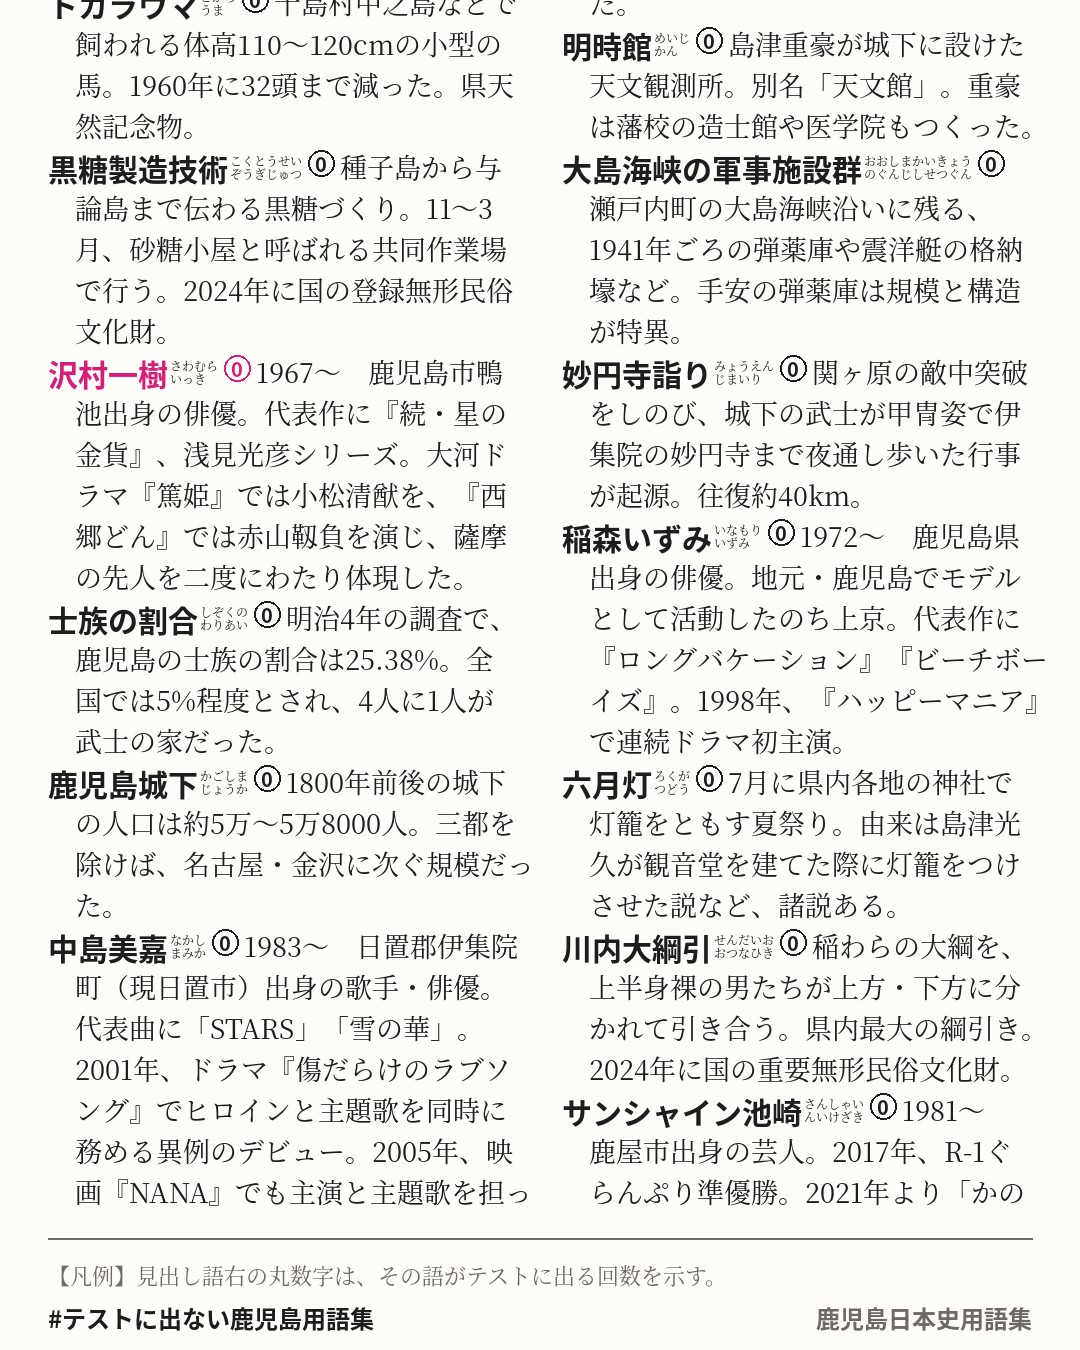 トカラウマ うま ⓪ 十島村中之島などで
飼われる体高110〜120cmの小型の
馬。1960年に32頭まで減った。県天
然記念物。
黒糖製造技術 こくとうせいぞうぎじゅつ ⓪ 種子島から与
論島まで伝わる黒糖づくり。11〜3
月、砂糖小屋と呼ばれる共同作業場
で行う。2024年に国の登録無形民俗
文化財。
沢村一樹 さわむらいっき ⓪ 1967〜　鹿児島市鴨
池出身の俳優。代表作に『続・星の
金貨』、浅見光彦シリーズ。大河ド
ラマ『篤姫』では小松清猷を、『西
郷どん』では赤山靱負を演じ、薩摩
の先人を二度にわたり体現した。
士族の割合 しぞくのわりあい ⓪ 明治4年の調査で、
鹿児島の士族の割合は25.38%。全
国では5%程度とされ、4人に1人が
武士の家だった。
鹿児島城下 かごしまじょうか ⓪ 1800年前後の城下
の人口は約5万〜5万8000人。三都を
除けば、名古屋・金沢に次ぐ規模だっ
た。
中島美嘉 なかしまみか ⓪ 1983〜　日置郡伊集院
町（現日置市）出身の歌手・俳優。
代表曲に「STARS」「雪の華」。
2001年、ドラマ『傷だらけのラブソ
ング』でヒロインと主題歌を同時に
務める異例のデビュー。2005年、映
画『NANA』でも主演と主題歌を担っ
た。
明時館 めいじかん ⓪ 島津重豪が城下に設けた
天文観測所。別名「天文館」。重豪
は藩校の造士館や医学院もつくった。
大島海峡の軍事施設群 おおしまかいきょうのぐんじしせつぐん ⓪
瀬戸内町の大島海峡沿いに残る、
1941年ごろの弾薬庫や震洋艇の格納
壕など。手安の弾薬庫は規模と構造
が特異。
妙円寺詣り みょうえんじまいり ⓪ 関ヶ原の敵中突破
をしのび、城下の武士が甲冑姿で伊
集院の妙円寺まで夜通し歩いた行事
が起源。往復約40km。
稲森いずみ いなもりいずみ ⓪ 1972〜　鹿児島県
出身の俳優。地元・鹿児島でモデル
として活動したのち上京。代表作に
『ロングバケーション』『ビーチボー
イズ』。1998年、『ハッピーマニア』
で連続ドラマ初主演。
六月灯 ろくがつどう ⓪ 7月に県内各地の神社で
灯籠をともす夏祭り。由来は島津光
久が観音堂を建てた際に灯籠をつけ
させた説など、諸説ある。
川内大綱引 せんだいおおつなひき ⓪ 稲わらの大綱を、
上半身裸の男たちが上方・下方に分
かれて引き合う。県内最大の綱引き。
2024年に国の重要無形民俗文化財。
サンシャイン池崎 さんしゃいんいけざき ⓪ 1981〜
鹿屋市出身の芸人。2017年、R-1ぐ
らんぷり準優勝。2021年より「かの
【凡例】見出し語右の丸数字は、その語がテストに出る回数を示す。
#テストに出ない鹿児島用語集
鹿児島日本史用語集